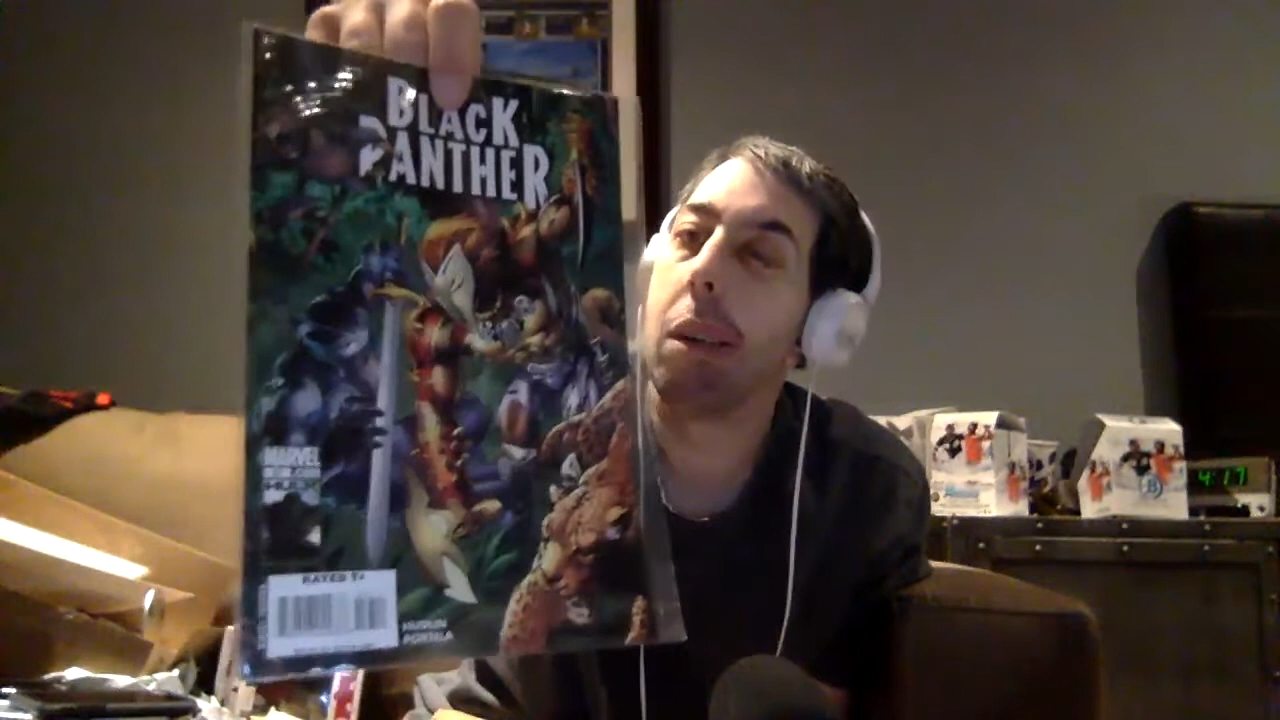 BLACK
PANTHER
MARVEL
RATED T+
HUDLIN
PORTELA
4:17